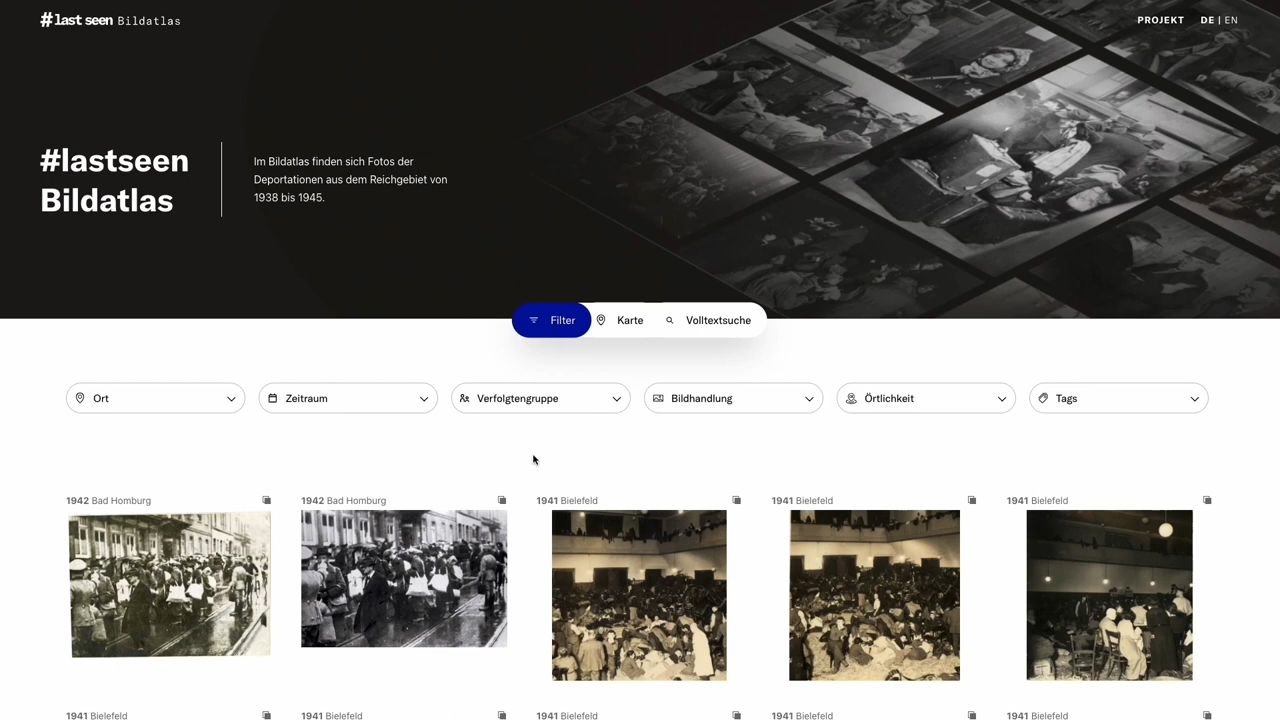 #last seen Bildatlas
PROJEKT DE | EN
#lastseen
Bildatlas
Im Bildatlas finden sich Fotos der
Deportationen aus dem Reichgebiet von
1938 bis 1945.
Filter Karte Volltextsuche
Ort Zeitraum Verfolgtengruppe Bildhandlung Örtlichkeit Tags
1942 Bad Homburg 1942 Bad Homburg 1941 Bielefeld 1941 Bielefeld 1941 Bielefeld
1941 Bielefeld 1941 Bielefeld 1941 Bielefeld 1941 Bielefeld 1941 Bielefeld